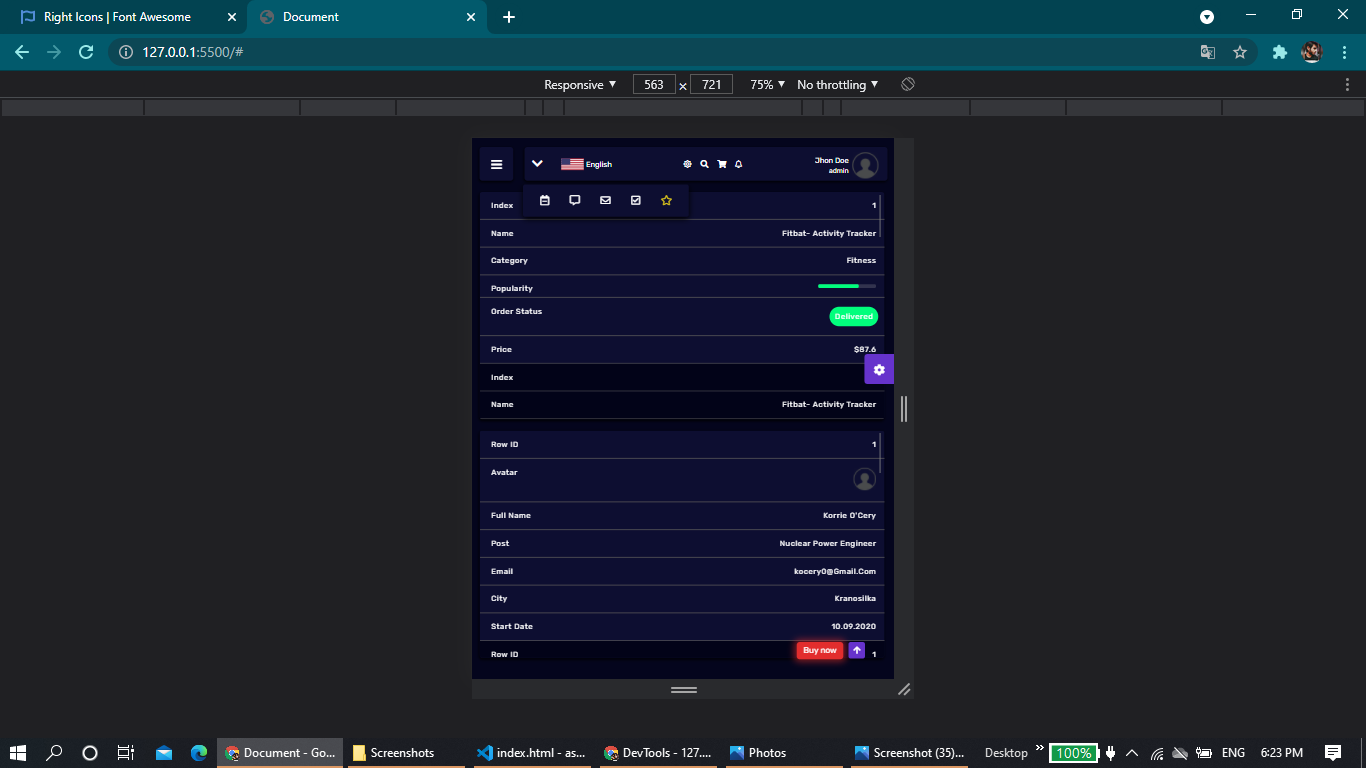 Right Icons | Font Awesome
Document
127.0.0.1:5500/#
Responsive 563 × 721 75% No throttling
English
Jhon Doe
admin
Index 1
Name Fitbat- Activity Tracker
Category Fitness
Popularity
Order Status Delivered
Price $87.6
Index
Name Fitbat- Activity Tracker
Row ID 1
Avatar
Full Name Korrie O'Cery
Post Nuclear Power Engineer
Email kocery0@Gmail.Com
City Kranosilka
Start Date 10.09.2020
Buy now
Row ID 1
Document - Go... Screenshots index.html - as... DevTools - 127.... Photos Screenshot (35)... Desktop 100% ENG 6:23 PM